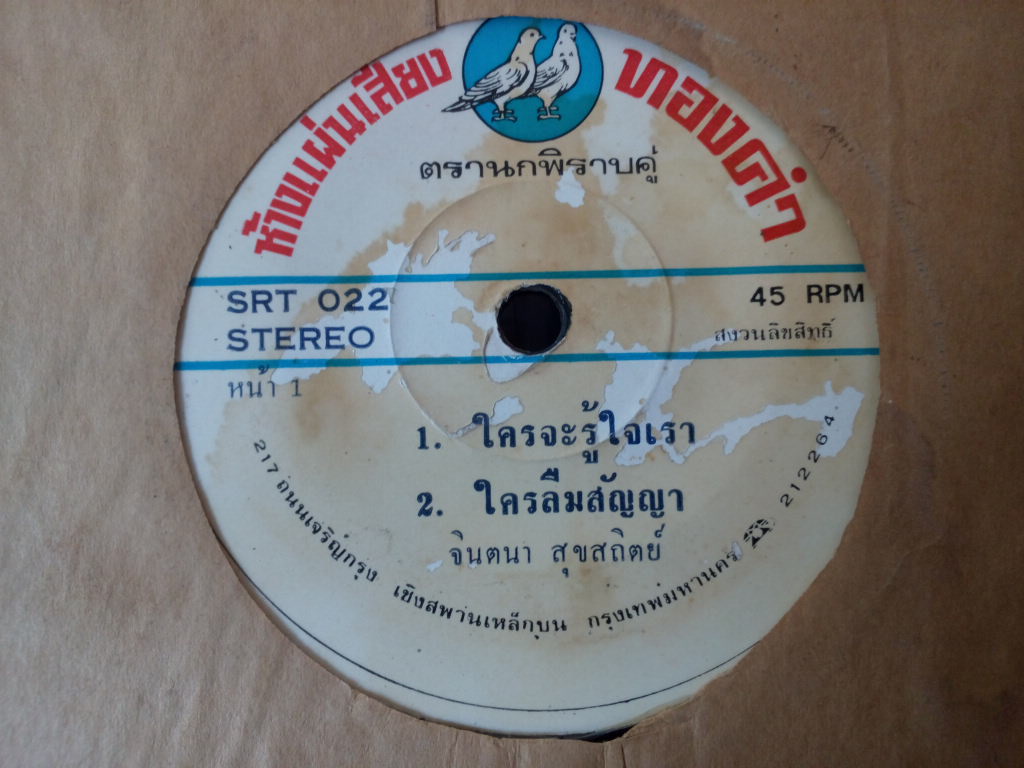 ห้างแผ่นเสียง ทองคำ
ตรานกพิราบคู่
SRT 022
STEREO
45 RPM
สงวนลิขสิทธิ์
หน้า 1
1. ใครจะรู้ใจเรา
2. ใครลืมสัญญา
จินตนา สุขสถิตย์
217 ถนนเจริญกรุง เชิงสพานเหล็กบน กรุงเทพมหานคร ☎ 212264.